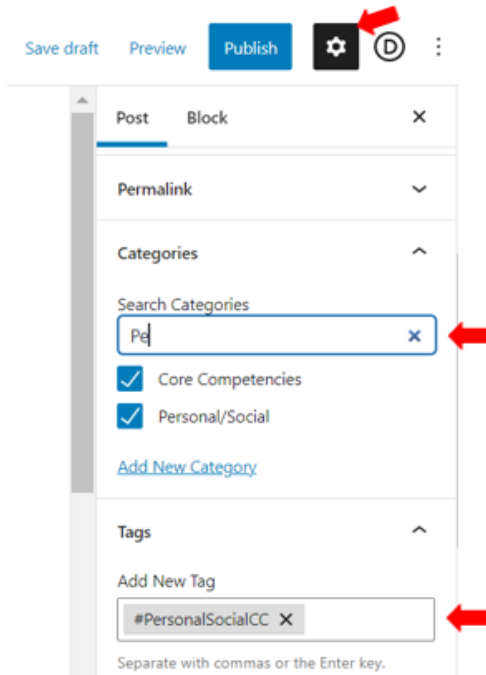 Save draft Preview Publish D
Post Block
Permalink
Categories
Search Categories
Pe
Core Competencies
Personal/Social
Add New Category
Tags
Add New Tag
#PersonalSocialCC
Separate with commas or the Enter key.